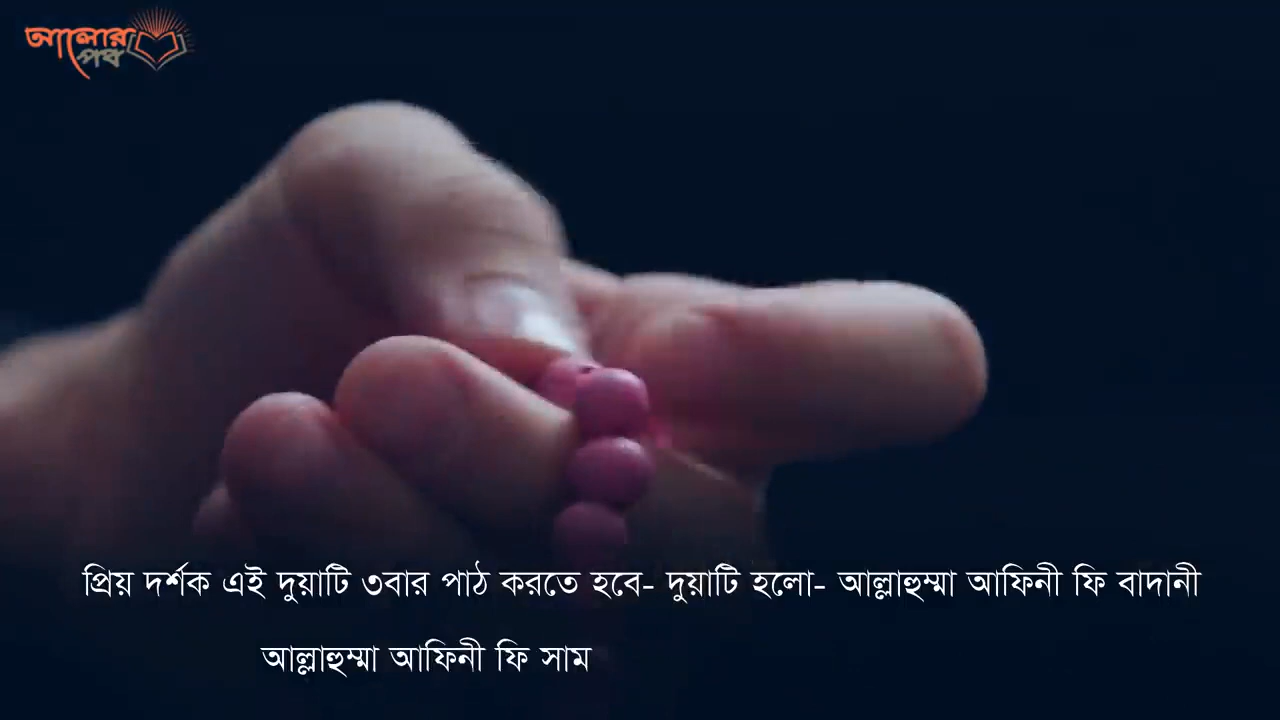 আলোর
পথ
প্রিয় দর্শক এই দুয়াটি ৩বার পাঠ করতে হবে- দুয়াটি হলো- আল্লাহুম্মা আফিনী ফি বাদানী
আল্লাহুম্মা আফিনী ফি সাম